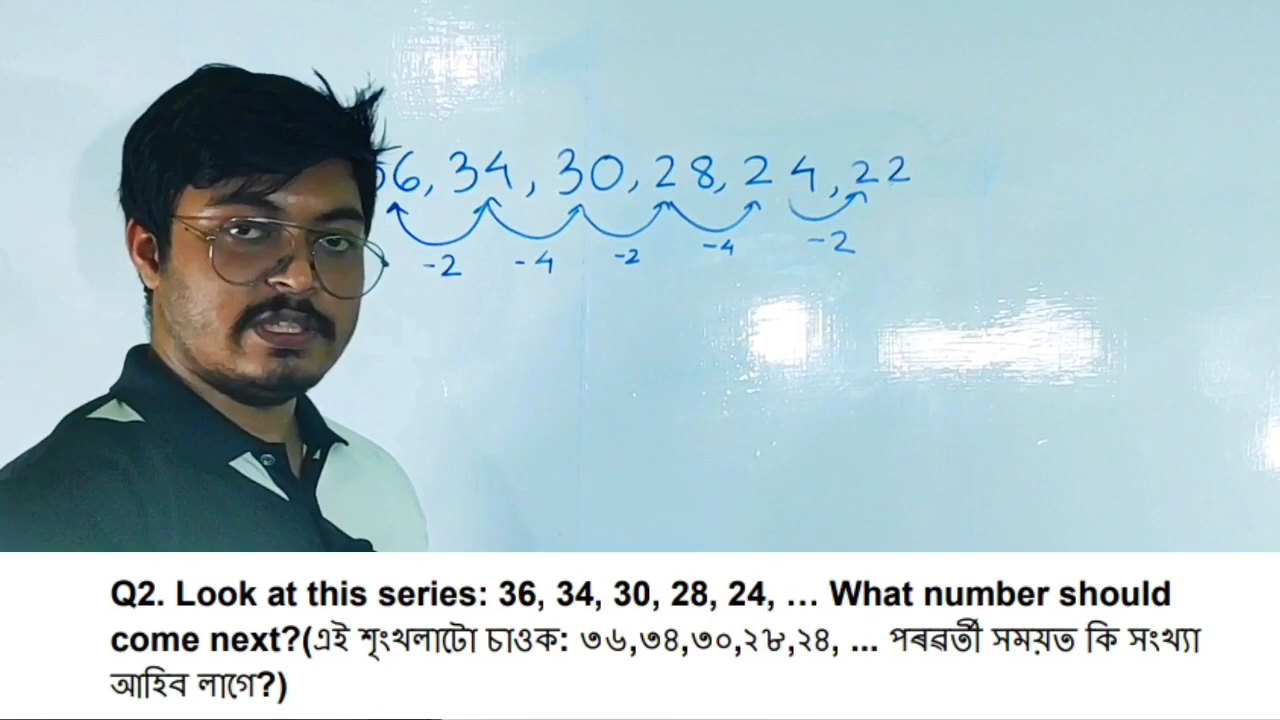 6, 34, 30, 28, 24, 22
-2 -4 -2 -4 -2
Q2. Look at this series: 36, 34, 30, 28, 24, … What number should
come next?(এই শৃংখলাটো চাওক: ৩৬,৩৪,৩০,২৮,২৪, ... পৰৱৰ্তী সময়ত কি সংখ্যা
আহিব লাগে?)